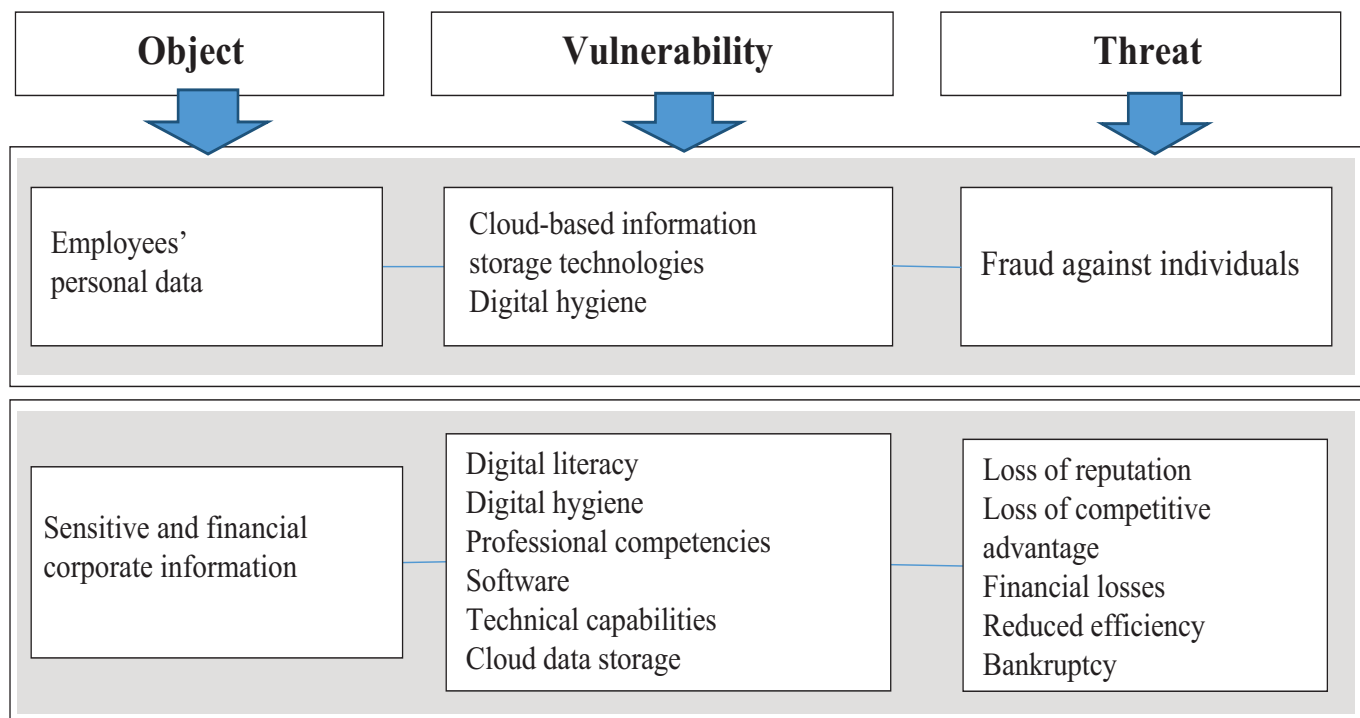 Object
Vulnerability
Threat
Employees’
personal data
Cloud-based information
storage technologies
Digital hygiene
Fraud against individuals
Sensitive and financial
corporate information
Digital literacy
Digital hygiene
Professional competencies
Software
Technical capabilities
Cloud data storage
Loss of reputation
Loss of competitive
advantage
Financial losses
Reduced efficiency
Bankruptcy